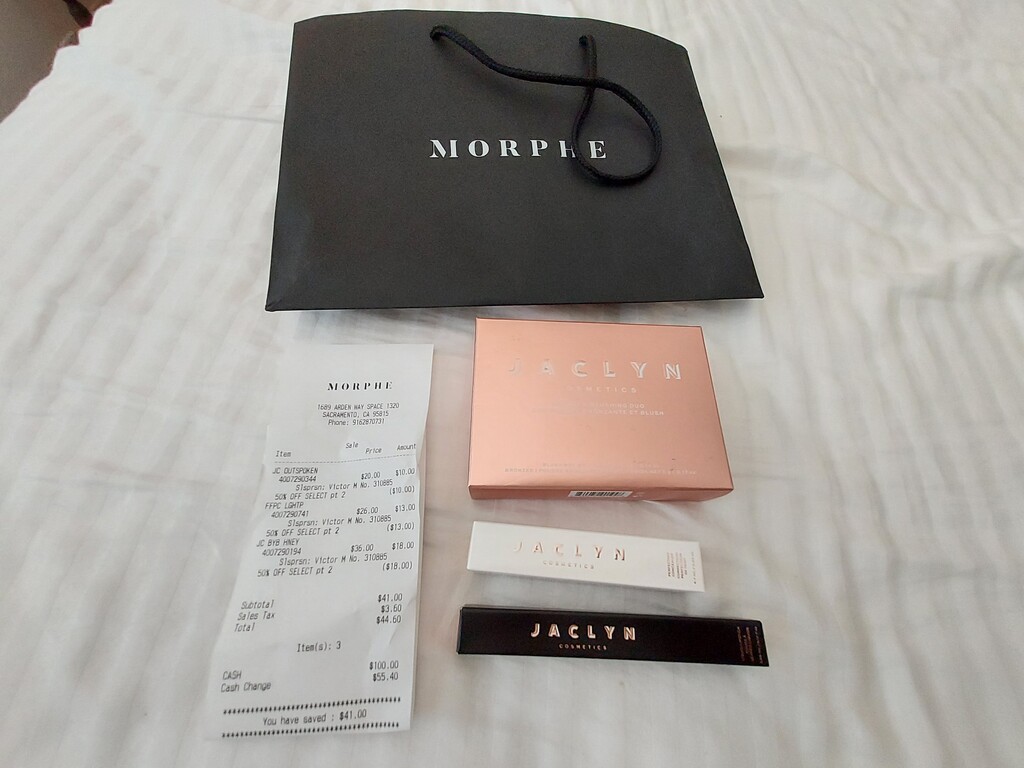 MORPHE
MORPHE
1689 ARDEN WAY SPACE 1320
SACRAMENTO, CA 95815
Phone: 9162870731
Sale
Item Price Amount
JC OUTSPOKEN
4007290344 $20.00 $10.00
Slsprsn: Victor M No. 310885
50% OFF SELECT pt 2 ($10.00)
FFPC LGHTP
4007290741 $26.00 $13.00
Slsprsn: Victor M No. 310885
50% OFF SELECT pt 2 ($13.00)
JC BYB HNEY
4007290194 $36.00 $18.00
Slsprsn: Victor M No. 310885
50% OFF SELECT pt 2 ($18.00)
Subtotal $41.00
Sales Tax $3.60
Total $44.60
Item(s): 3
CASH $100.00
Cash Change $55.40
You have saved : $41.00
JACLYN
COSMETICS
ET BLUSH
JACLYN
COSMETICS
JACLYN
COSMETICS